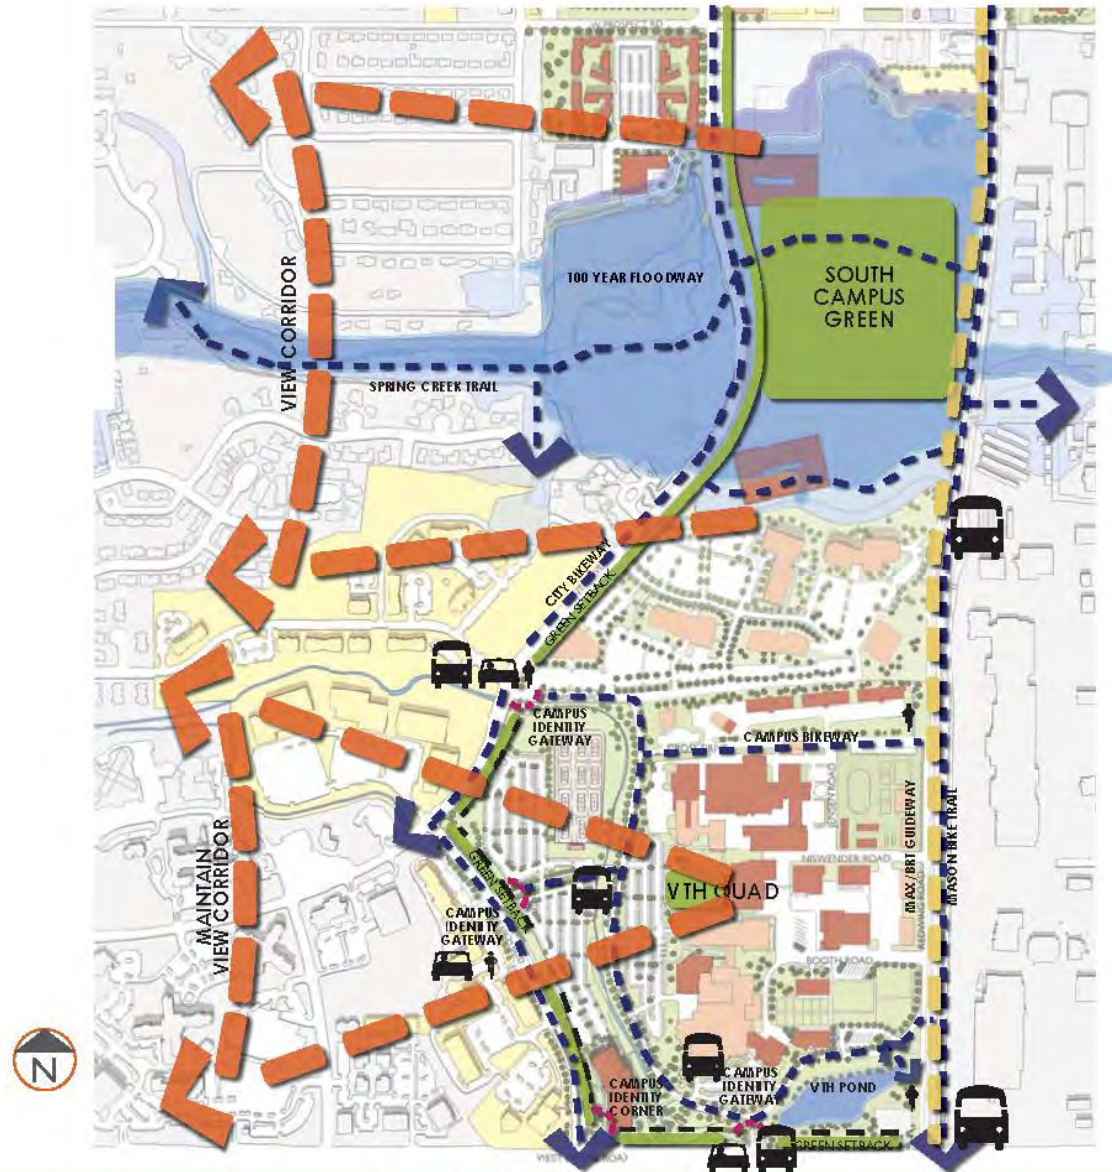 W PROSPECT RD
VIEW CORRIDOR
100 YEAR FLOODWAY
SOUTH
CAMPUS
GREEN
SPRING CREEK TRAIL
CITY BIKEWAY
GREEN SETBACK
CAMPUS
IDENTITY
GATEWAY
CAMPUS BIKEWAY
MAINTAIN
VIEW CORRIDOR
GREEN SETBACK
CAMPUS
IDENTITY
GATEWAY
VTH QUAD
NISWENDER ROAD
MAX/BRT GUIDEWAY
MASON BIKE TRAIL
BOOTH ROAD
N
CAMPUS
IDENTITY
CORNER
CAMPUS
IDENTITY
GATEWAY
VTH POND
GREEN SETBACK